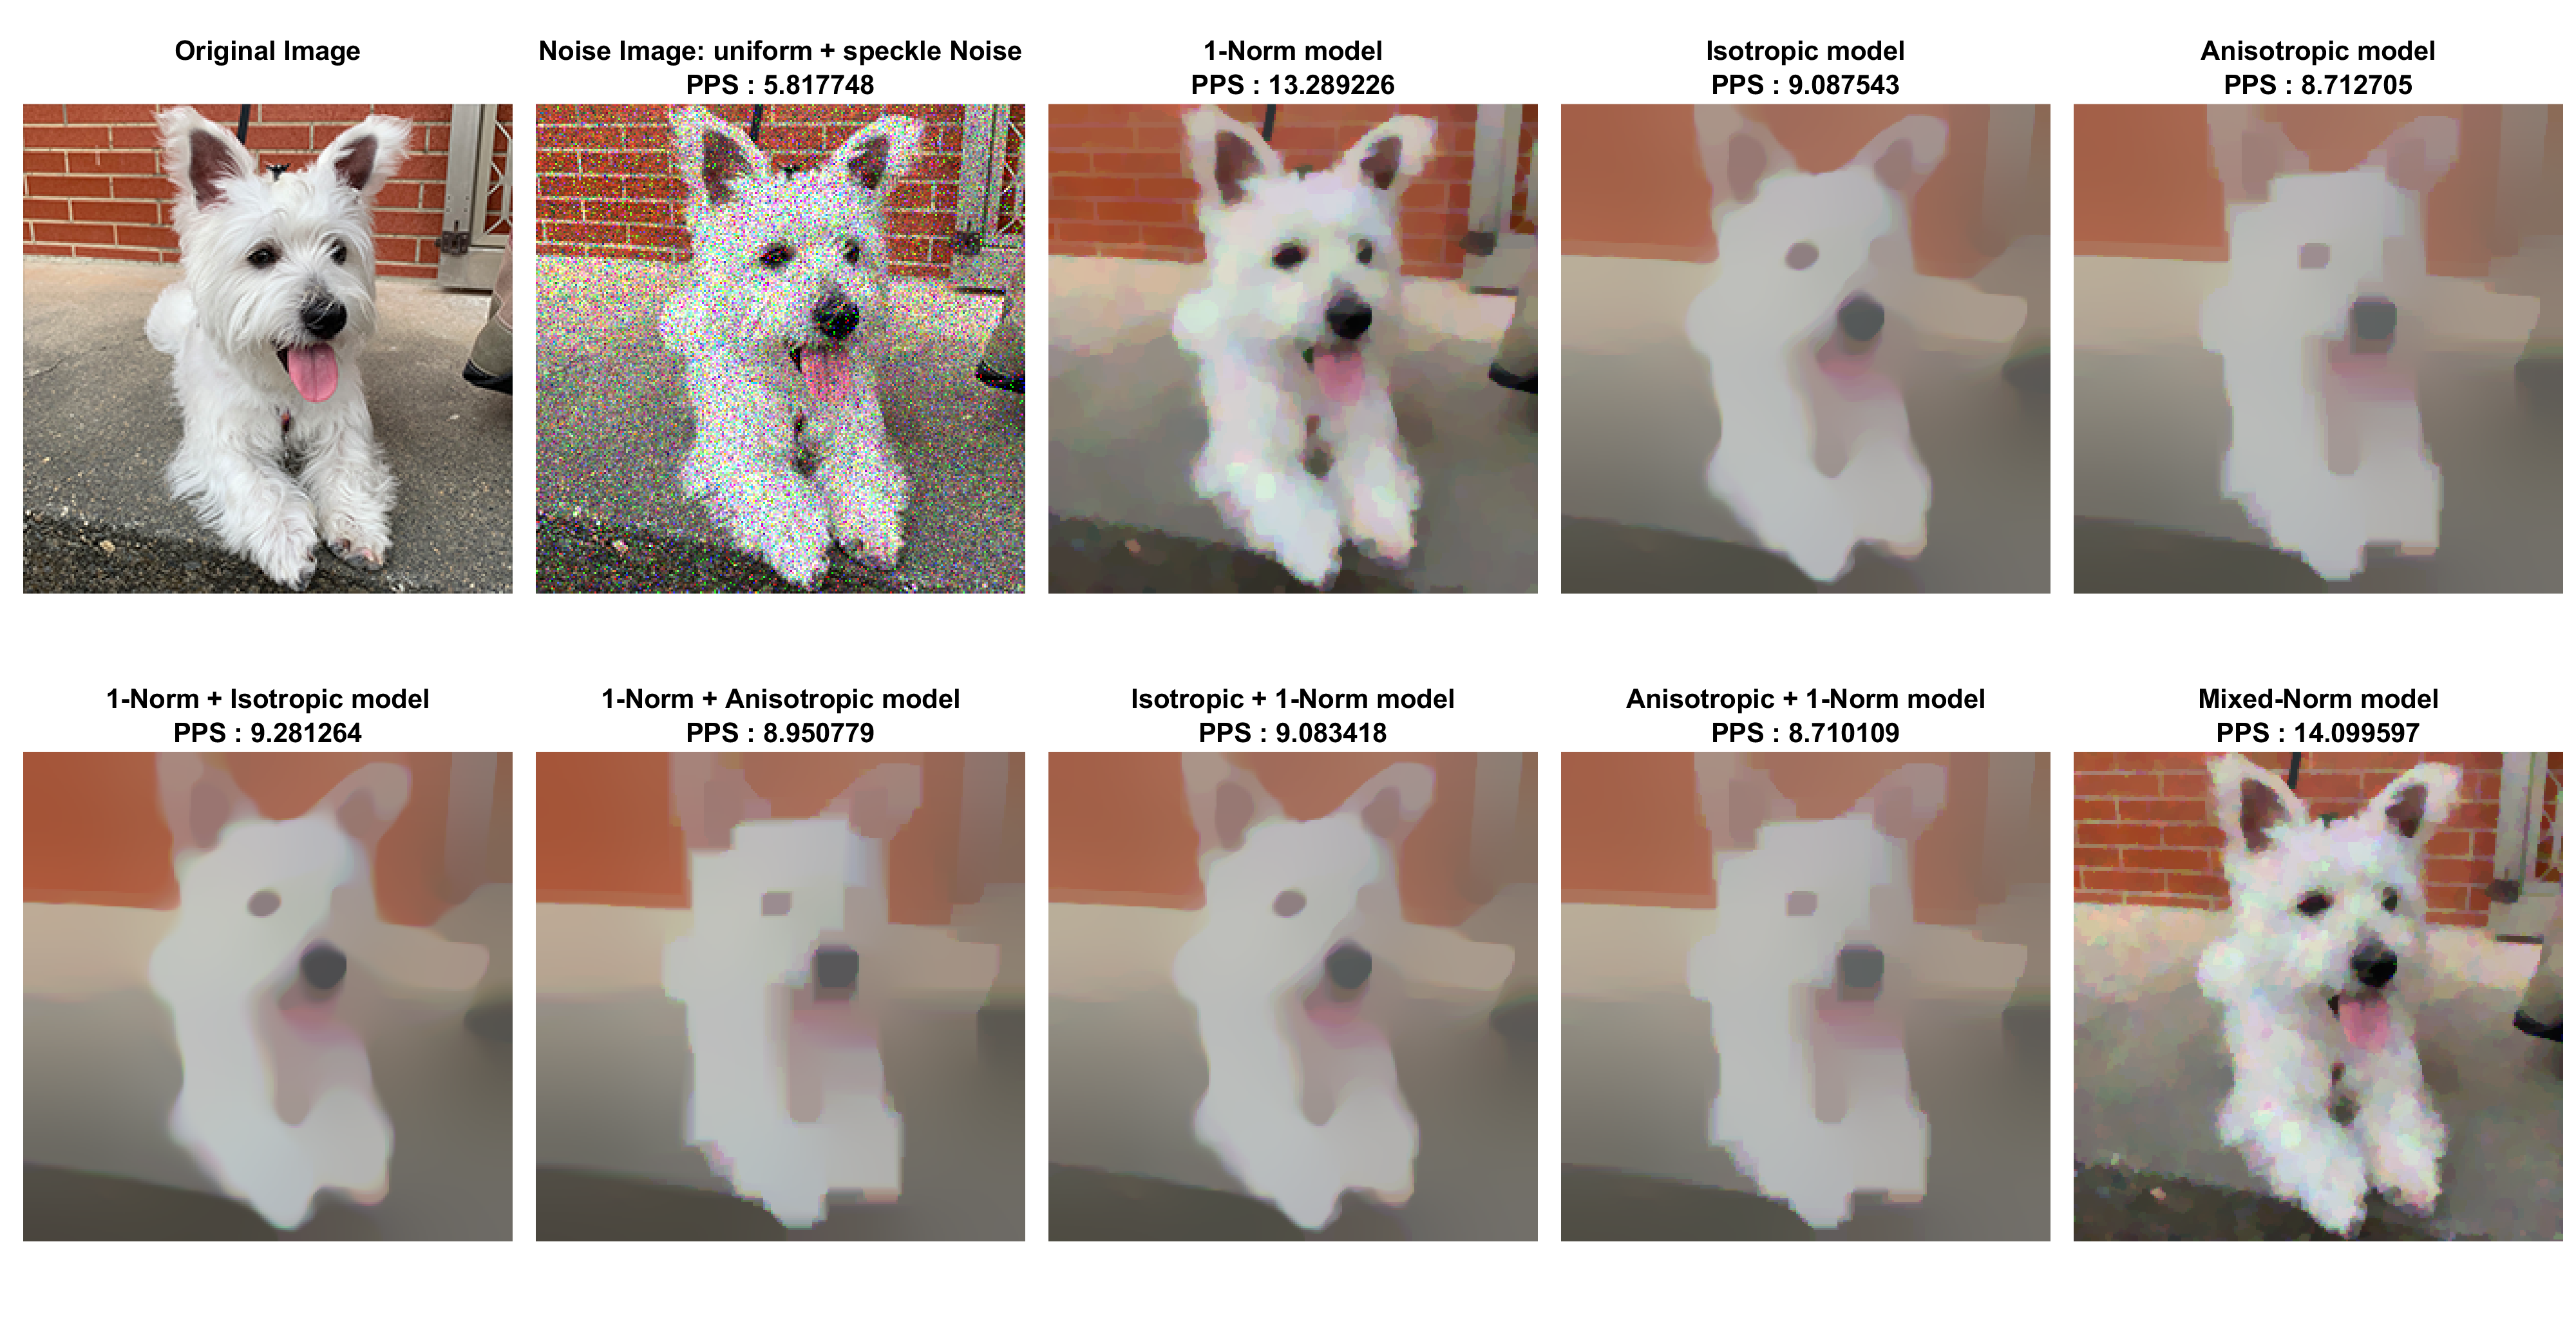 Original Image
Noise Image: uniform + speckle Noise
PPS : 5.817748
1-Norm model
PPS : 13.289226
Isotropic model
PPS : 9.087543
Anisotropic model
PPS : 8.712705
1-Norm + Isotropic model
PPS : 9.281264
1-Norm + Anisotropic model
PPS : 8.950779
Isotropic + 1-Norm model
PPS : 9.083418
Anisotropic + 1-Norm model
PPS : 8.710109
Mixed-Norm model
PPS : 14.099597